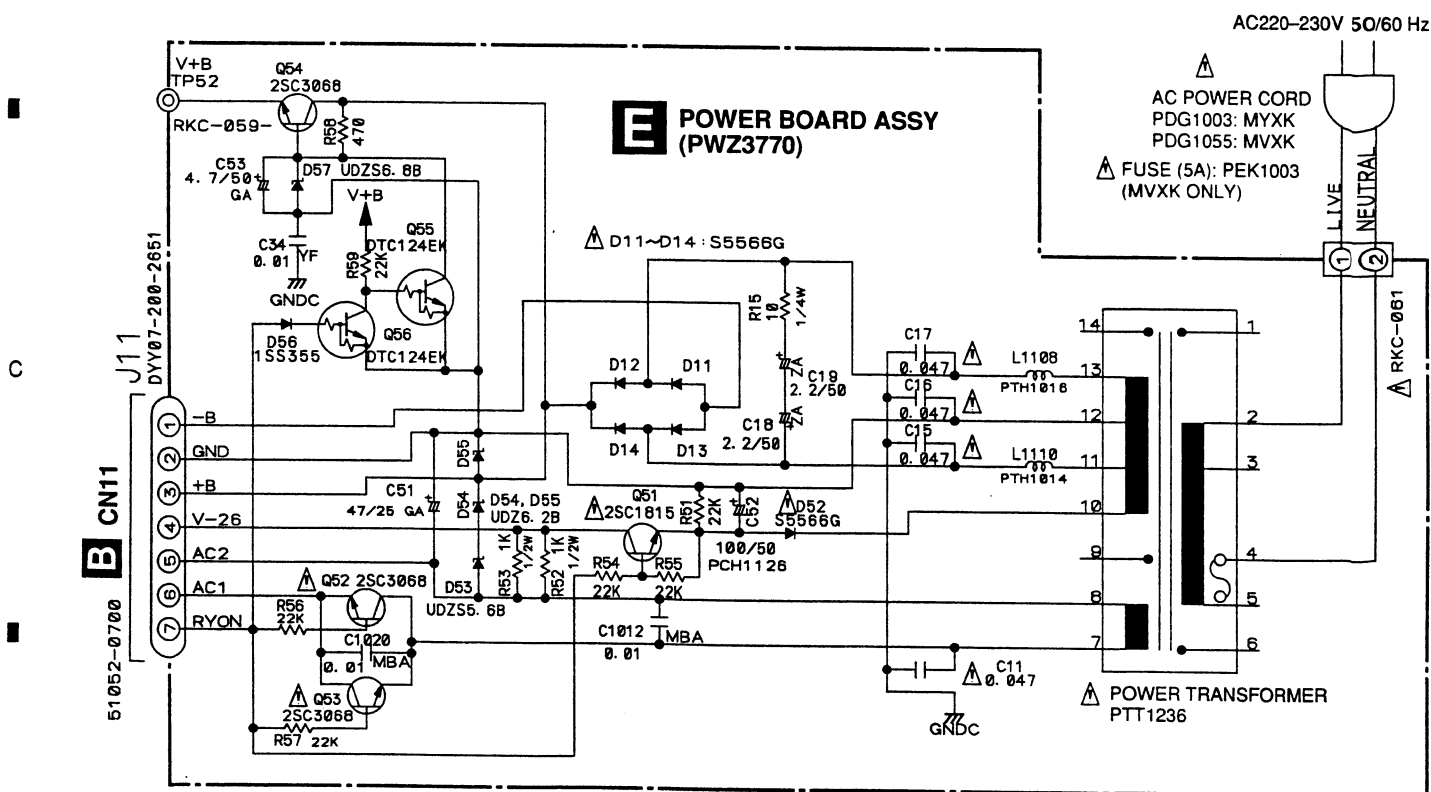 AC220–230V 50/60 Hz
V+B
TP52
Q54
2SC3068
RKC-059-
R58
470
E
POWER BOARD ASSY
(PWZ3770)
AC POWER CORD
PDG1003: MYXK
PDG1055: MVXK
FUSE (5A): PEK1003
(MVXK ONLY)
LIVE
NEUTRAL
1
2
RKC-061
C53
4.7/50
GA
D57
UDZS6.8B
V+B
C34
0.01
YF
GNDC
R59
22K
Q55
DTC124EK
D56
1SS355
Q56
DTC124EK
D11~D14:S5566G
R15
10
1/4W
D12
D11
D14
D13
ZA
C19
2.2/50
C18
ZA
2.2/50
C17
0.047
C16
0.047
C15
0.047
L1108
PTH1016
L1110
PTH1014
14
13
12
11
10
9
8
7
1
2
3
4
5
6
C
J11
DYY07-200-2651
B
CN11
51052-0700
1
-B
2
GND
3
+B
4
V-26
5
AC2
6
AC1
7
RYON
C51
47/25 GA
D55
D54
D54, D55
UDZ6.2B
D53
UDZS5.6B
R53
1K
1/2W
R52
1K
1/2W
Q51
2SC1815
R51
22K
C52
100/50
PCH1126
D52
S5566G
R54
22K
R55
22K
Q52 2SC3068
R56
22K
C1020
0.01
MBA
Q53
2SC3068
R57 22K
C1012
0.01
MBA
C11
0.047
GNDC
POWER TRANSFORMER
PTT1236